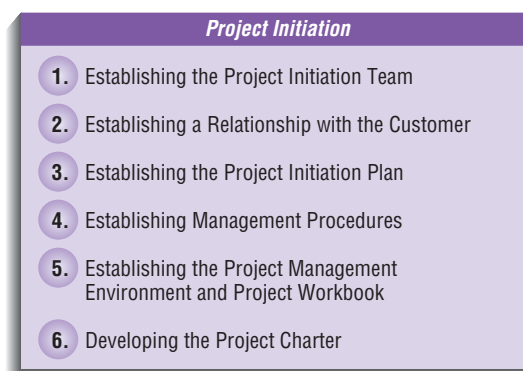 Project Initiation
1. Establishing the Project Initiation Team
2. Establishing a Relationship with the Customer
3. Establishing the Project Initiation Plan
4. Establishing Management Procedures
5. Establishing the Project Management
Environment and Project Workbook
6. Developing the Project Charter